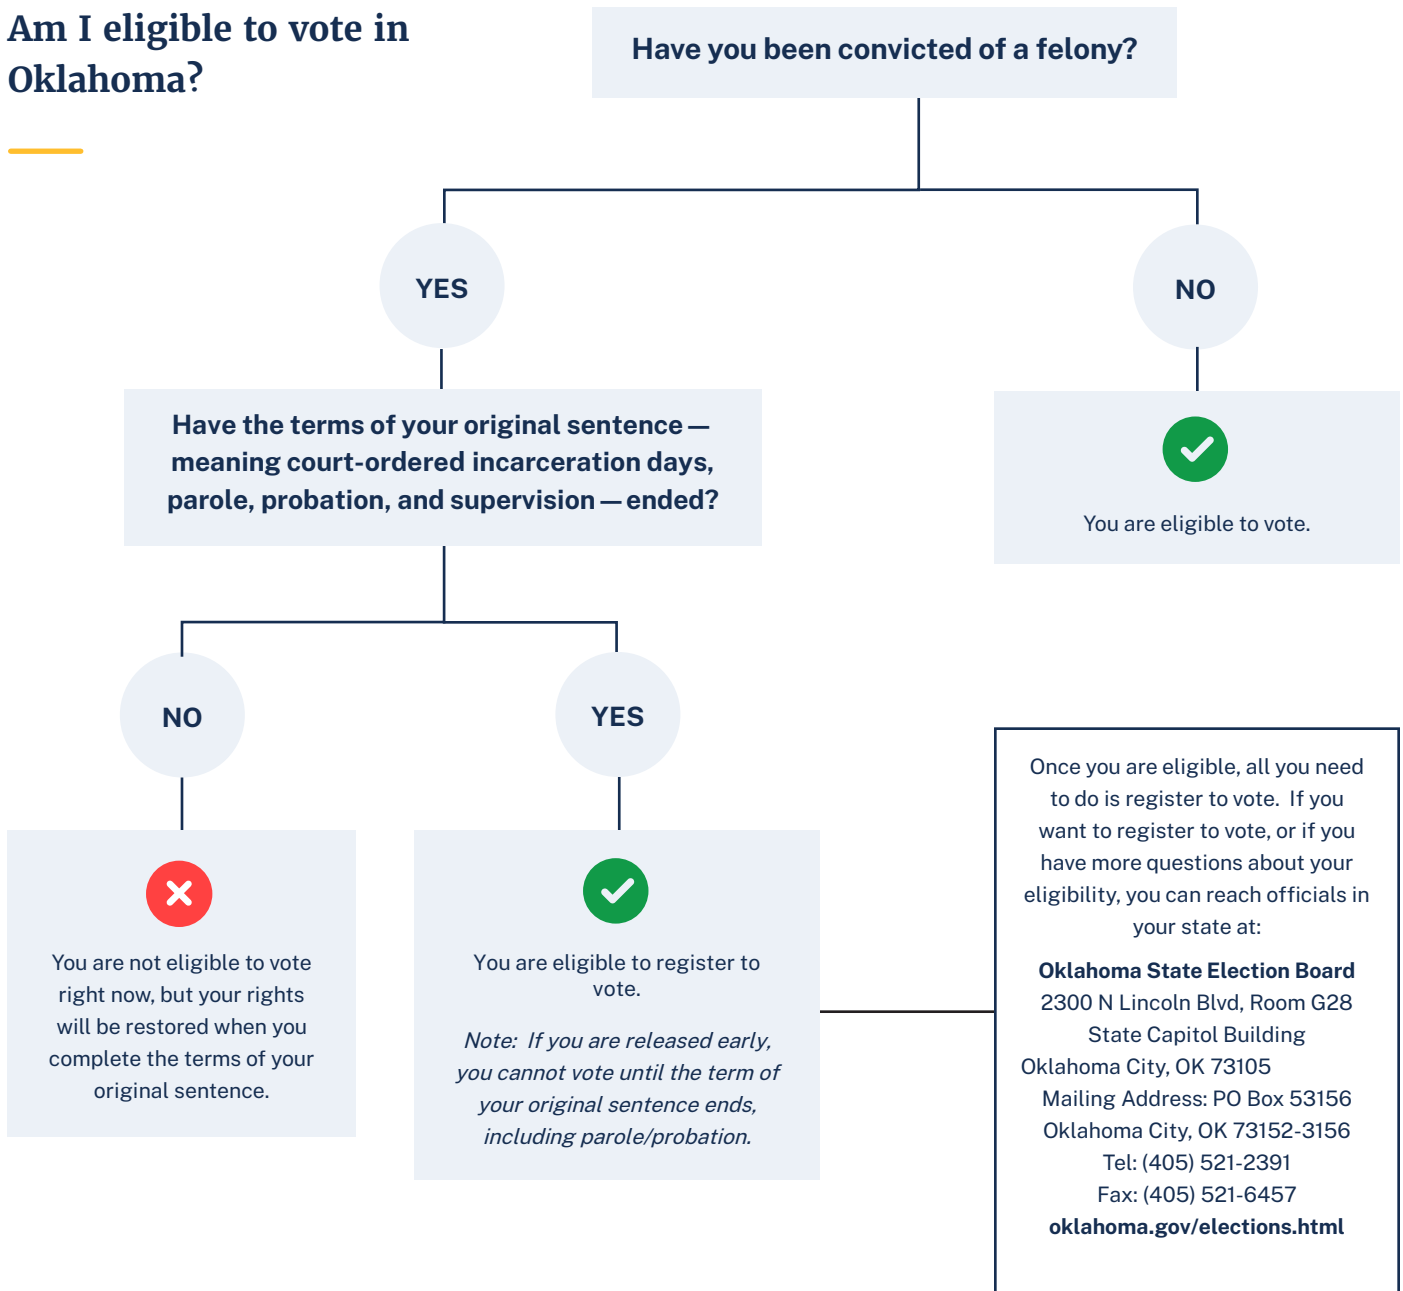 Am I eligible to vote in
Oklahoma?
Have you been convicted of a felony?
YES
NO
Have the terms of your original sentence —
meaning court-ordered incarceration days,
parole, probation, and supervision — ended?
You are eligible to vote.
NO
YES
You are not eligible to vote
right now, but your rights
will be restored when you
complete the terms of your
original sentence.
You are eligible to register to
vote.
Note:  If you are released early,
you cannot vote until the term of
your original sentence ends,
including parole/probation.
Once you are eligible, all you need
to do is register to vote.  If you
want to register to vote, or if you
have more questions about your
eligibility, you can reach officials in
your state at:
Oklahoma State Election Board
2300 N Lincoln Blvd, Room G28
State Capitol Building
Oklahoma City, OK 73105
Mailing Address: PO Box 53156
Oklahoma City, OK 73152-3156
Tel: (405) 521-2391
Fax: (405) 521-6457
oklahoma.gov/elections.html